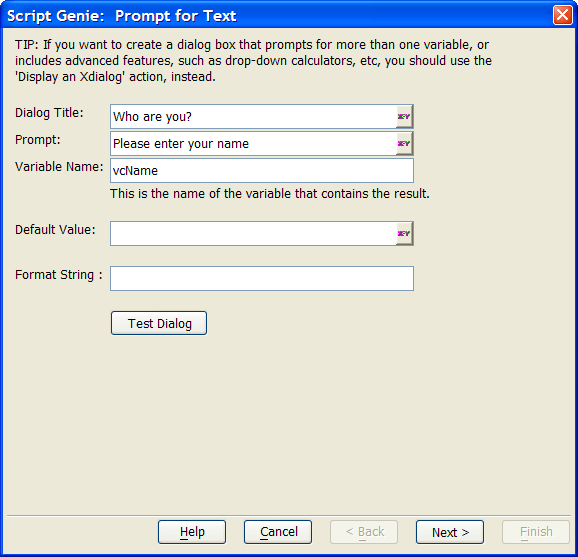 Script Genie:  Prompt for Text
TIP: If you want to create a dialog box that prompts for more than one variable, or
includes advanced features, such as drop-down calculators, etc, you should use the
'Display an Xdialog' action, instead.
Dialog Title: Who are you?
Prompt: Please enter your name
Variable Name: vcName
This is the name of the variable that contains the result.
Default Value:
Format String :
Test Dialog
Help Cancel < Back Next > Finish